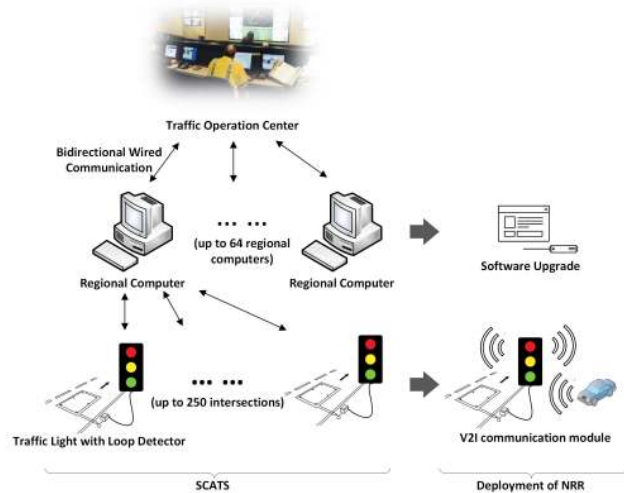 Traffic Operation Center
Bidirectional Wired
Communication
... ...
(up to 64 regional
computers)
Regional Computer
Regional Computer
Software Upgrade
... ...
(up to 250 intersections)
Traffic Light with Loop Detector
V2I communication module
SCATS
Deployment of NRR